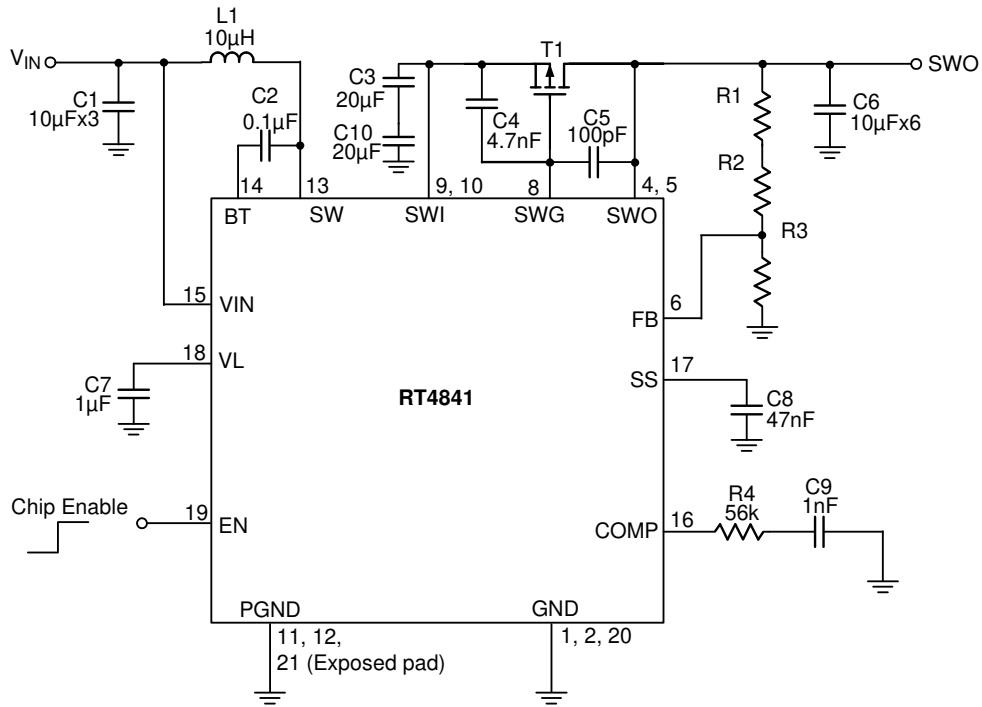 L1
10µH
VIN
C1
10µFx3
C2
0.1µF
C3
20µF
C10
20µF
T1
C4
4.7nF
C5
100pF
SWO
R1
R2
R3
C6
10µFx6
14
13
9, 10
8
4, 5
BT
SW
SWI
SWG
SWO
15
VIN
6
FB
18
VL
C7
1µF
17
SS
C8
47nF
RT4841
Chip Enable
19
EN
COMP
16
R4
56k
C9
1nF
PGND
11, 12,
21 (Exposed pad)
GND
1, 2, 20